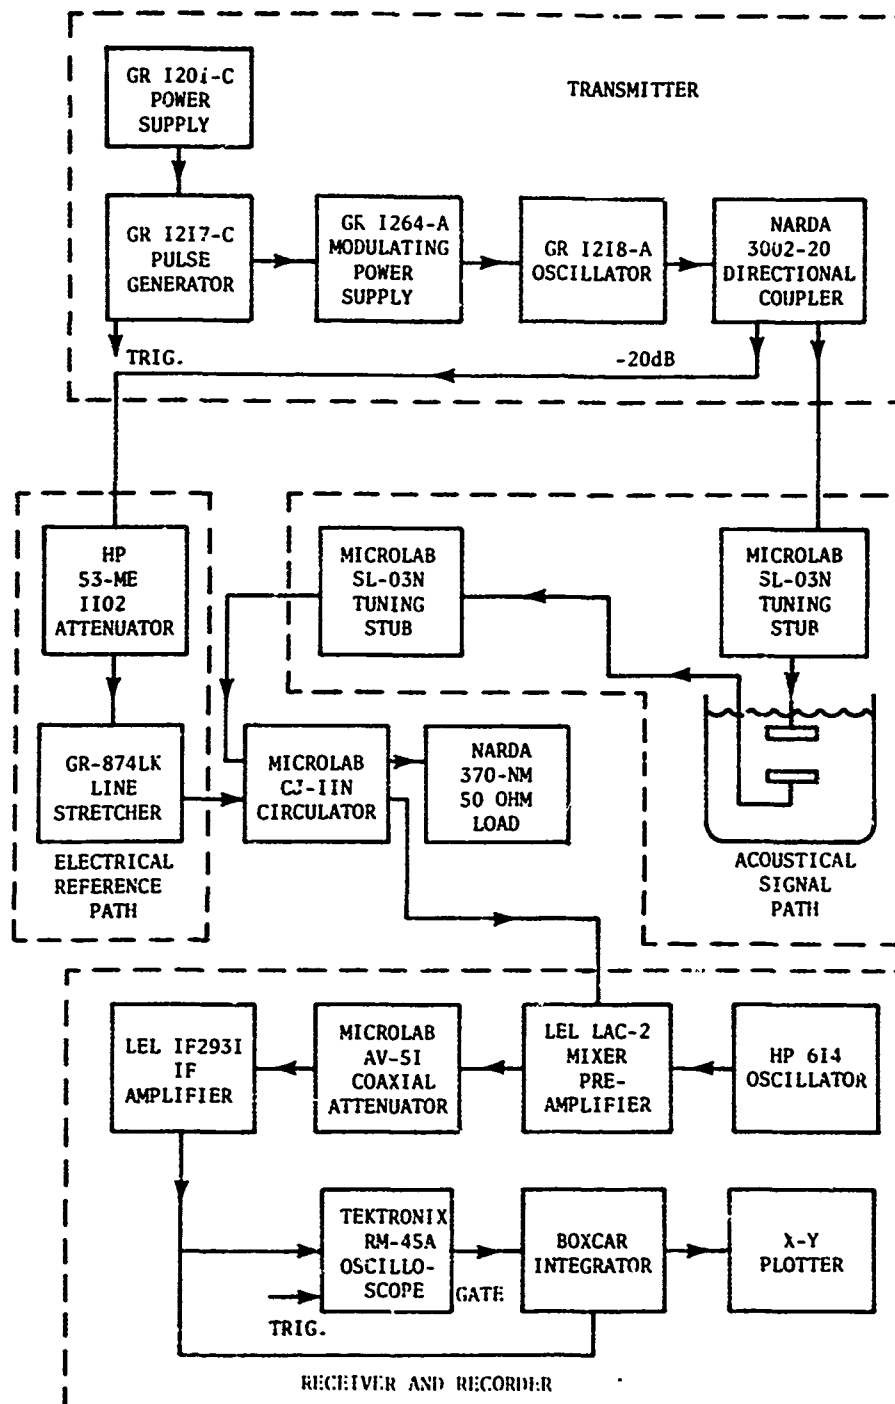 GR 1201-C
POWER
SUPPLY
TRANSMITTER
GR 1217-C
PULSE
GENERATOR
GR 1264-A
MODULATING
POWER
SUPPLY
GR 1218-A
OSCILLATOR
NARDA
3002-20
DIRECTIONAL
COUPLER
TRIG.
-20dB
HP
S3-ME
1102
ATTENUATOR
MICROLAB
SL-03N
TUNING
STUB
MICROLAB
SL-03N
TUNING
STUB
GR-874LK
LINE
STRETCHER
MICROLAB
CJ-11N
CIRCULATOR
NARDA
370-NM
50 OHM
LOAD
ELECTRICAL
REFERENCE
PATH
ACOUSTICAL
SIGNAL
PATH
LEL IF2931
IF
AMPLIFIER
MICROLAB
AV-51
COAXIAL
ATTENUATOR
LEL LAC-2
MIXER
PRE-
AMPLIFIER
HP 614
OSCILLATOR
TEKTRONIX
RM-45A
OSCILLO-
SCOPE
GATE
BOXCAR
INTEGRATOR
X-Y
PLOTTER
TRIG.
RECEIVER AND RECORDER